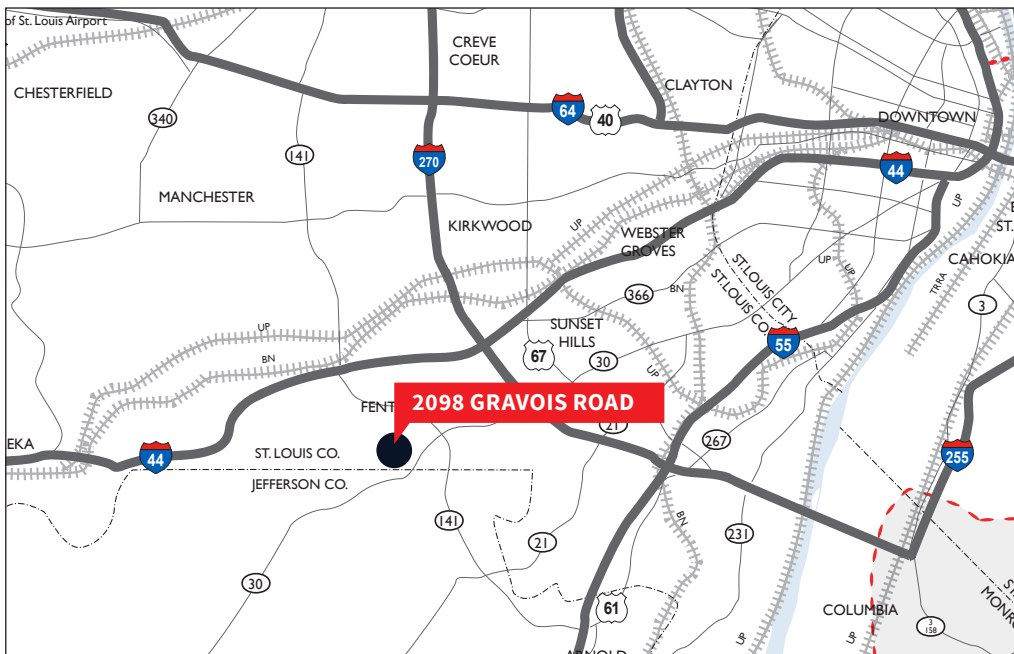 of St. Louis Airport
CREVE
COEUR
CHESTERFIELD
CLAYTON
64
40
DOWNTOWN
340
141
270
44
MANCHESTER
KIRKWOOD
UP
WEBSTER
GROVES
UP
ST.
CAHOKIA
UP
UP
TRRA
ST.LOUIS CITY
ST.LOUIS CO.
366
BN
3
UP
SUNSET
HILLS
55
BN
67
30
UP
2098 GRAVOIS ROAD
FENT
21
EKA
44
ST. LOUIS CO.
267
255
JEFFERSON CO.
141
BN
21
231
30
61
COLUMBIA
MONR
3
158
UP
UP
ARNOLD